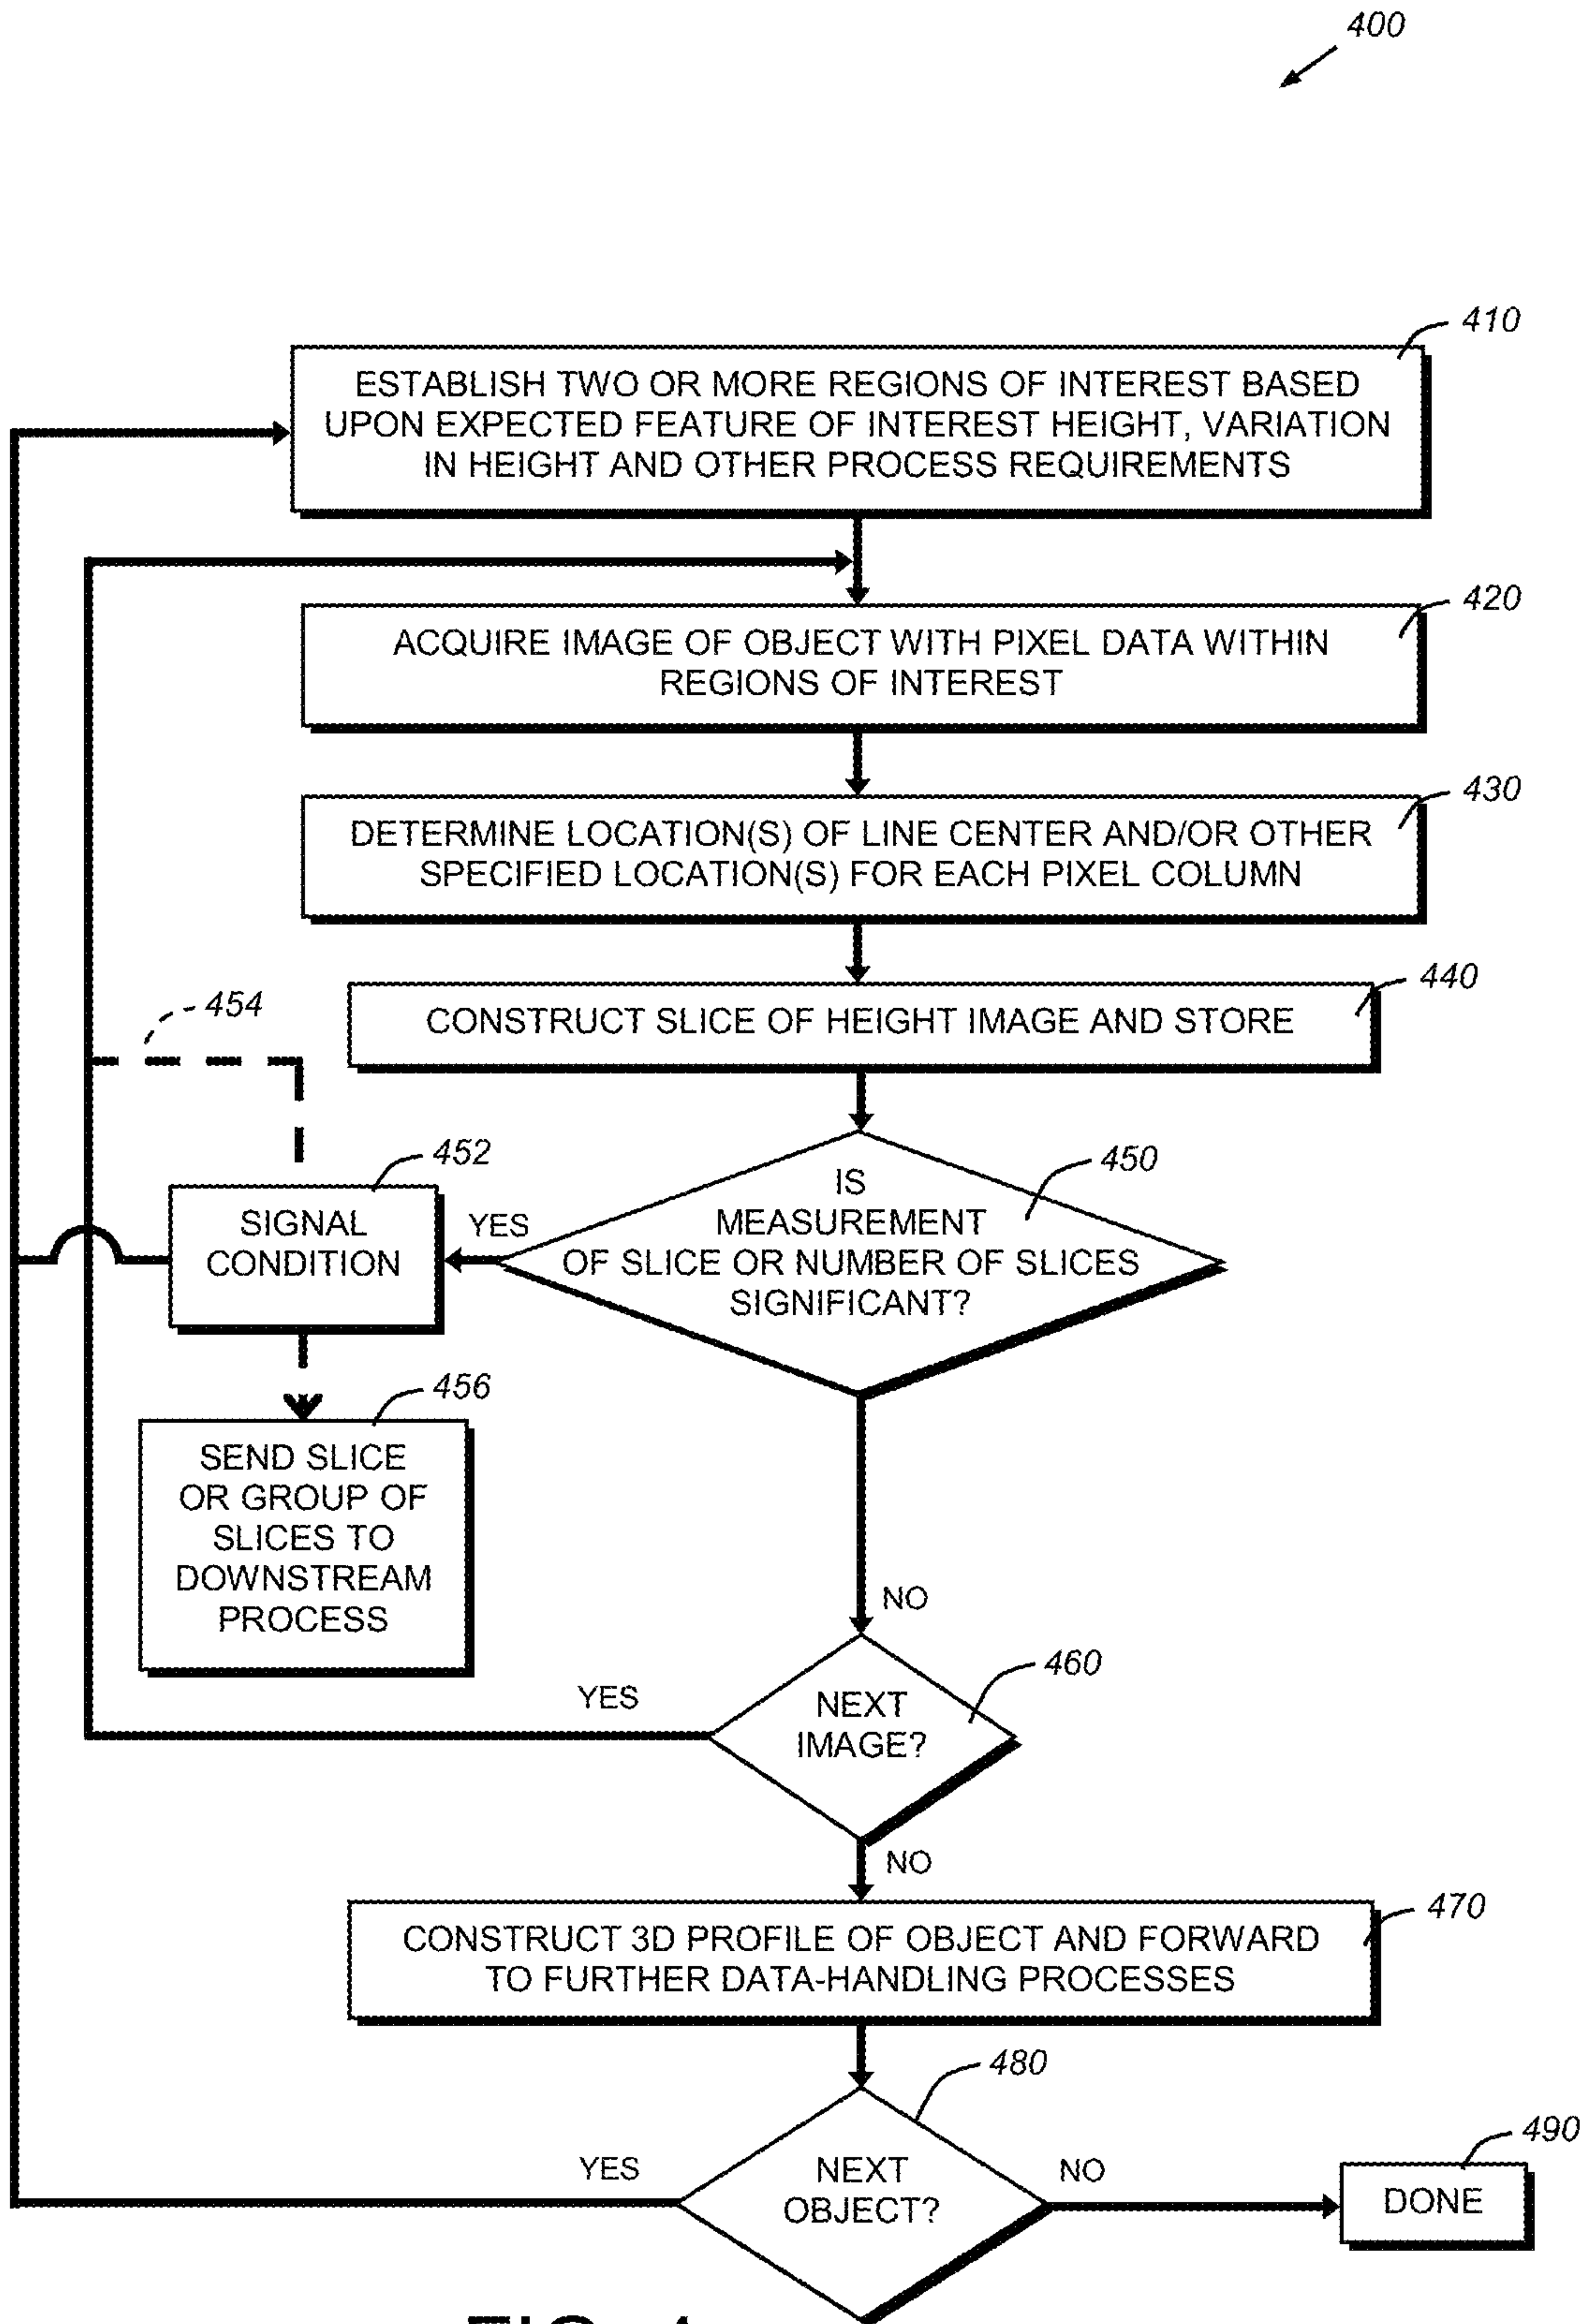 400
410
ESTABLISH TWO OR MORE REGIONS OF INTEREST BASED
UPON EXPECTED FEATURE OF INTEREST HEIGHT, VARIATION
IN HEIGHT AND OTHER PROCESS REQUIREMENTS
420
ACQUIRE IMAGE OF OBJECT WITH PIXEL DATA WITHIN
REGIONS OF INTEREST
430
DETERMINE LOCATION(S) OF LINE CENTER AND/OR OTHER
SPECIFIED LOCATION(S) FOR EACH PIXEL COLUMN
440
CONSTRUCT SLICE OF HEIGHT IMAGE AND STORE
454
452
SIGNAL
CONDITION
YES
450
IS
MEASUREMENT
OF SLICE OR NUMBER OF SLICES
SIGNIFICANT?
456
SEND SLICE
OR GROUP OF
SLICES TO
DOWNSTREAM
PROCESS
NO
460
YES
NEXT
IMAGE?
NO
470
CONSTRUCT 3D PROFILE OF OBJECT AND FORWARD
TO FURTHER DATA-HANDLING PROCESSES
480
YES
NEXT
OBJECT?
NO
490
DONE